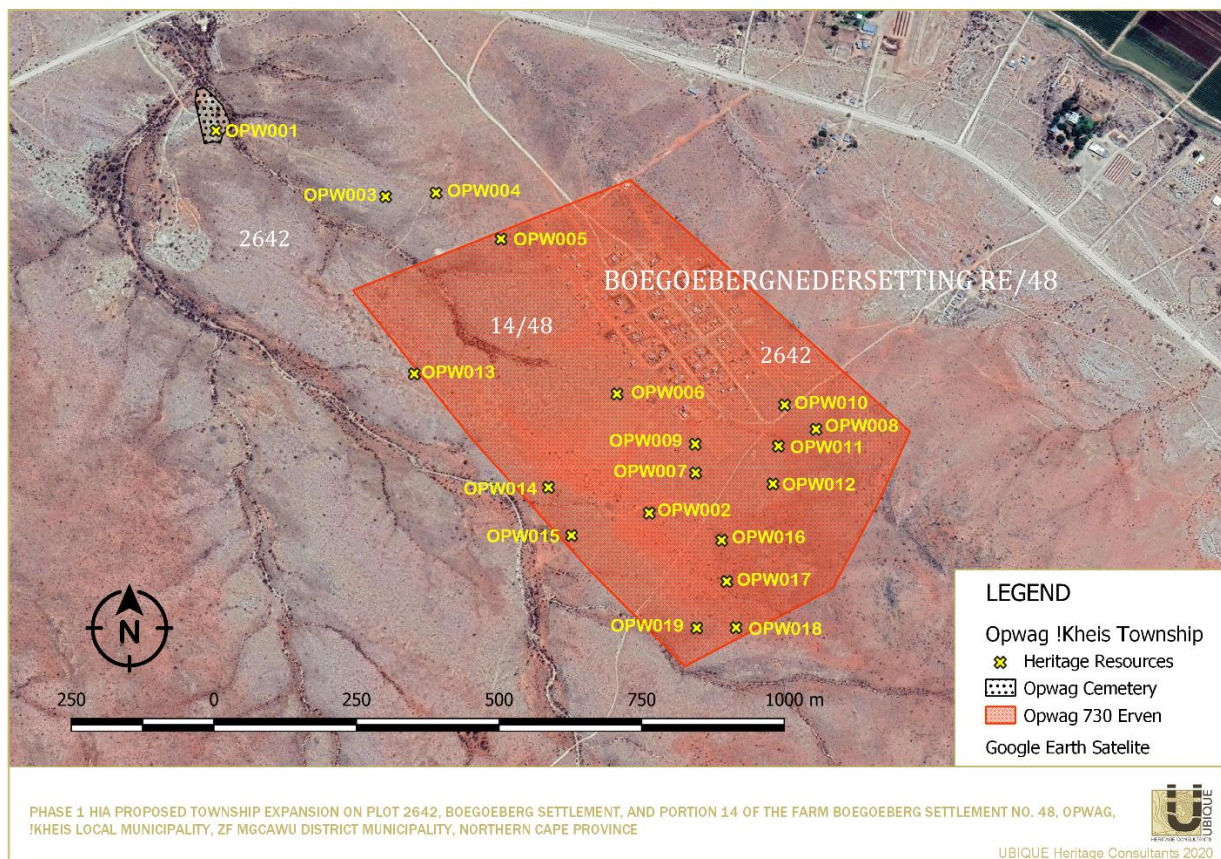 OPW001
OPW003
OPW004
2642
OPW005
BOEGOEBERGNEDERSETTING RE/48
14/48
2642
OPW013
OPW006
OPW010
OPW008
OPW009
OPW011
OPW007
OPW012
OPW014
OPW002
OPW015
OPW016
OPW017
OPW019
OPW018
N
250 0 250 500 750 1000 m
LEGEND
Opwag !Kheis Township
Heritage Resources
Opwag Cemetery
Opwag 730 Erven
Google Earth Satelite
PHASE 1 HIA PROPOSED TOWNSHIP EXPANSION ON PLOT 2642, BOEGOEBERG SETTLEMENT, AND PORTION 14 OF THE FARM BOEGOEBERG SETTLEMENT NO. 48, OPWAG,
!KHEIS LOCAL MUNICIPALITY, ZF MGCAWU DISTRICT MUNICIPALITY, NORTHERN CAPE PROVINCE
UBIQUE
HERITAGE CONSULTANTS
UBIQUE Heritage Consultants 2020